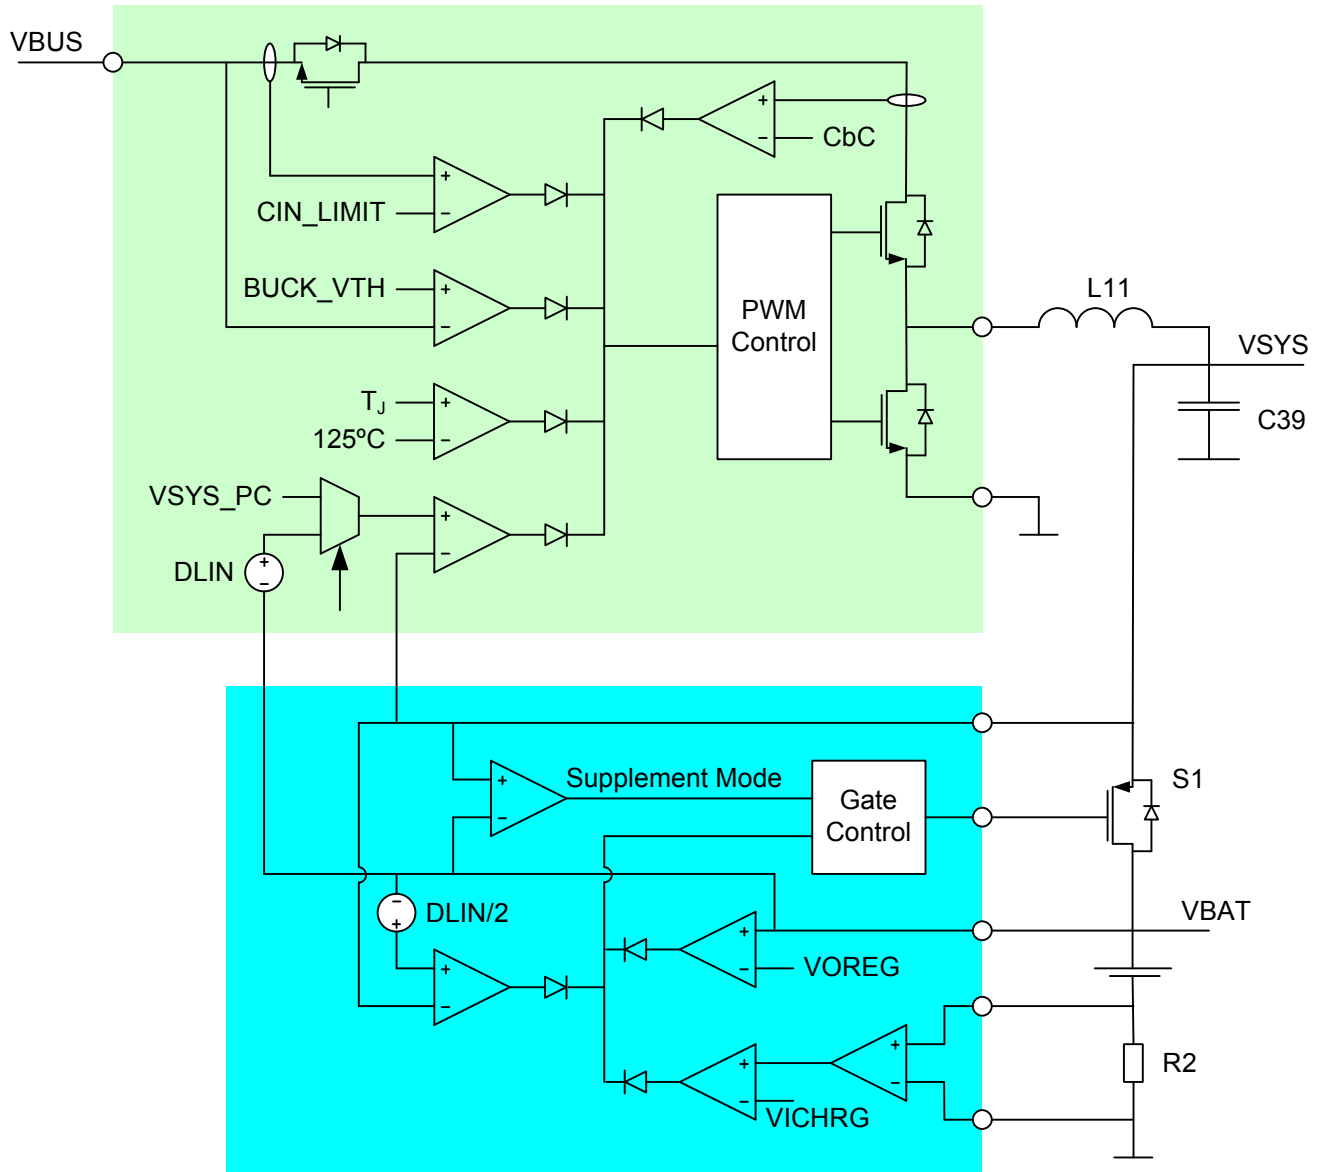 VBUS
+
−
CbC
+
−
CIN_LIMIT
BUCK_VTH
+
−
PWM
Control
L11
VSYS
C39
TJ
125ºC
+
−
VSYS_PC
+
−
DLIN
+
−
+
−
Supplement Mode
Gate
Control
S1
−
+
DLIN/2
VBAT
+
−
VOREG
+
−
+
−
VICHRG
+
−
R2